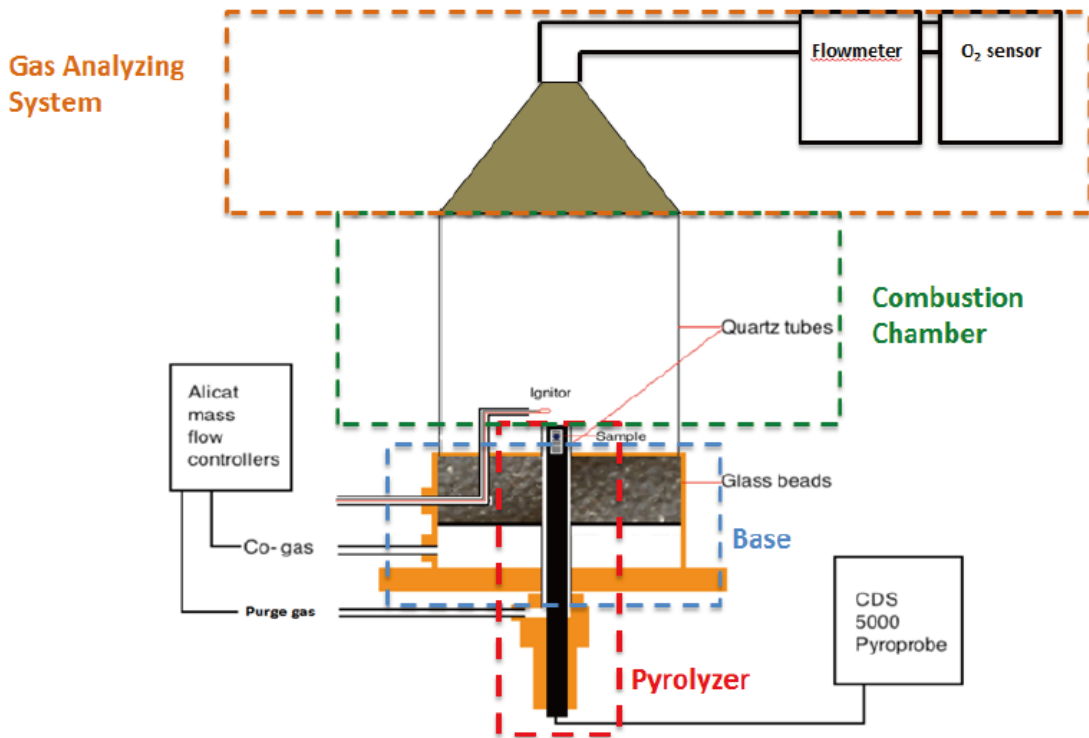 Gas Analyzing
System
Flowmeter
O₂ sensor
Combustion
Chamber
Quartz tubes
Alicat
mass
flow
controllers
Ignitor
Sample
Glass beads
Co- gas
Base
Purge gas
CDS
5000
Pyroprobe
Pyrolyzer